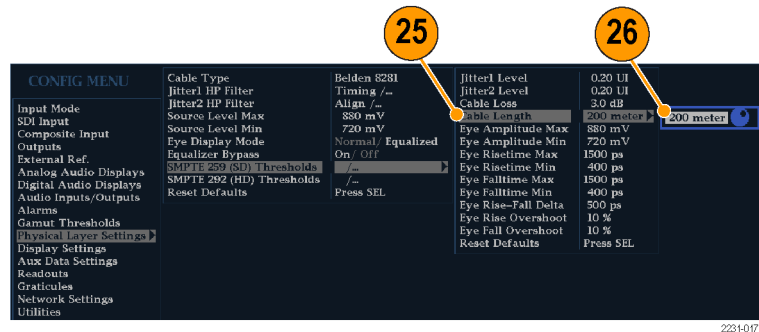 25
26
CONFIG MENU
Input Mode
SDI Input
Composite Input
Outputs
External Ref.
Analog Audio Displays
Digital Audio Displays
Audio Inputs/Outputs
Alarms
Gamut Thresholds
Physical Layer Settings
Display Settings
Aux Data Settings
Readouts
Graticules
Network Settings
Utilities
Cable Type Belden 8281
Jitter1 HP Filter Timing /...
Jitter2 HP Filter Align /...
Source Level Max 880 mV
Source Level Min 720 mV
Eye Display Mode Normal/ Equalized
Equalizer Bypass On/ Off
SMPTE 259 (SD) Thresholds /...
SMPTE 292 (HD) Thresholds /...
Reset Defaults Press SEL
Jitter1 Level 0.20 UI
Jitter2 Level 0.20 UI
Cable Loss 3.0 dB
Cable Length 200 meter
Eye Amplitude Max 880 mV
Eye Amplitude Min 720 mV
Eye Risetime Max 1500 ps
Eye Risetime Min 400 ps
Eye Falltime Max 1500 ps
Eye Falltime Min 400 ps
Eye Rise–Fall Delta 500 ps
Eye Rise Overshoot 10 %
Eye Fall Overshoot 10 %
Reset Defaults Press SEL
200 meter
2231-017